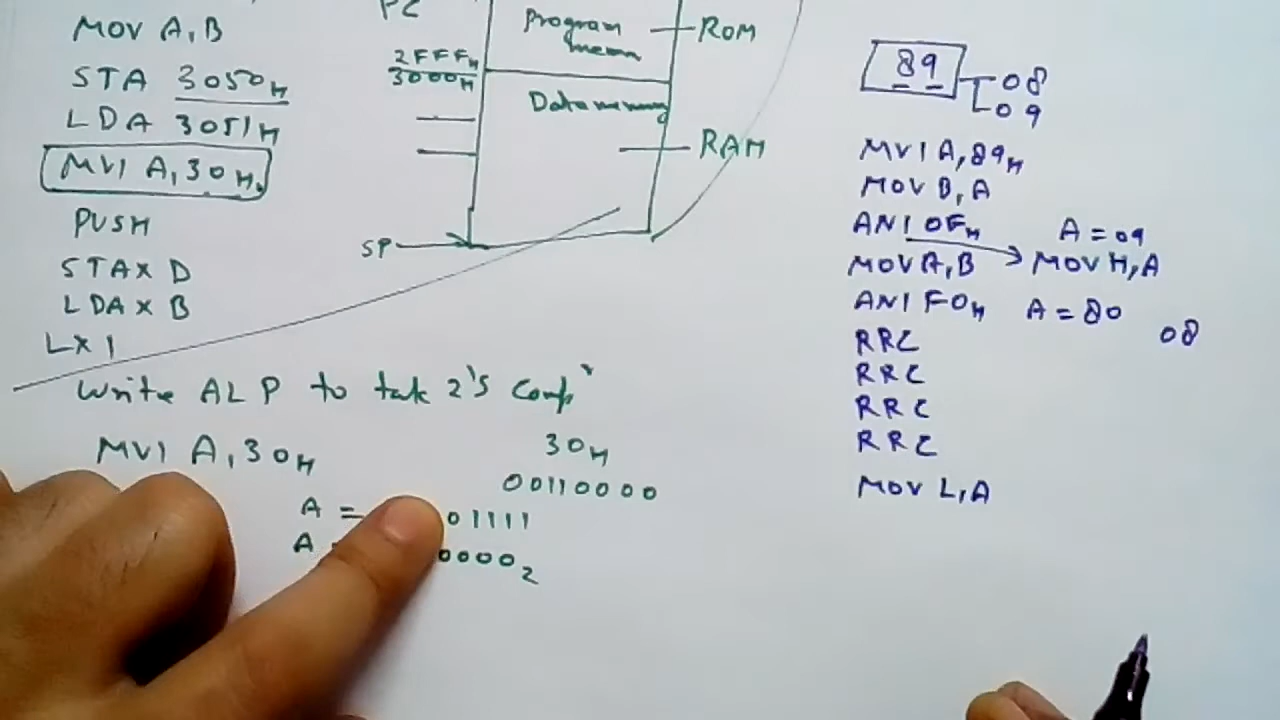 MOV A,B
STA 3050H
LDA 3051H
MVI A,30H.
PUSH
STAX D
LDAX B
LXI
PC
2FFFH
3000H
SP
Program
mem
ROM
Data memory
RAM
Write ALP to take 2's Comp
MVI A,30H
30H
00110000
A = 01111
A 00002
89
08
09
MVI A,89H
MOV B,A
ANI 0FH A = 09
MOV A,B MOV H,A
ANI F0H A = 80 08
RRC
RRC
RRC
RRC
MOV L,A